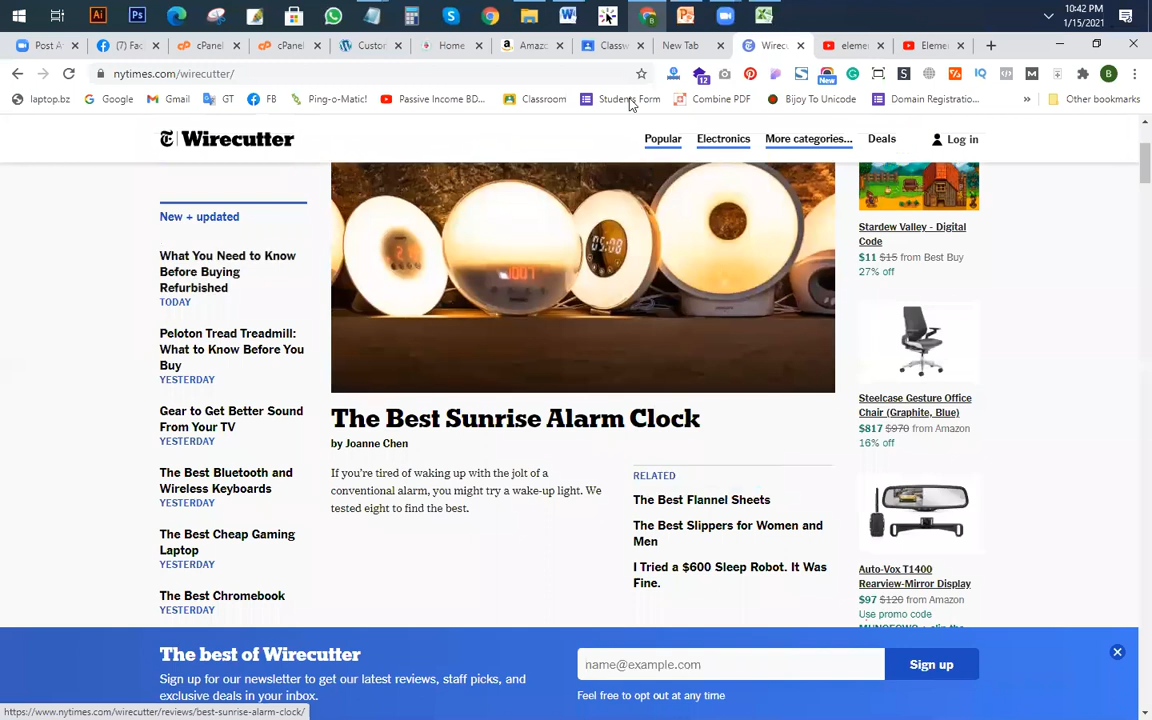 10:42 PM
1/15/2021
Post A
(7) Fac
cPanel
cPanel
Custor
Home
Amazo
Classw
New Tab
Wirec
eleme
Eleme
nytimes.com/wirecutter/
12
New
B
laptop.bz
Google
Gmail
GT
FB
Ping-o-Matic!
Passive Income BD...
Classroom
Students Form
Combine PDF
Bijoy To Unicode
Domain Registratio...
Other bookmarks
Wirecutter
Popular
Electronics
More categories...
Deals
Log in
New + updated
What You Need to Know
Before Buying
Refurbished
TODAY
Peloton Tread Treadmill:
What to Know Before You
Buy
YESTERDAY
Gear to Get Better Sound
From Your TV
YESTERDAY
The Best Bluetooth and
Wireless Keyboards
YESTERDAY
The Best Cheap Gaming
Laptop
YESTERDAY
The Best Chromebook
YESTERDAY
The Best Sunrise Alarm Clock
by Joanne Chen
If you're tired of waking up with the jolt of a
conventional alarm, you might try a wake-up light. We
tested eight to find the best.
RELATED
The Best Flannel Sheets
The Best Slippers for Women and
Men
I Tried a $600 Sleep Robot. It Was
Fine.
Stardew Valley - Digital
Code
$11 $15 from Best Buy
27% off
Steelcase Gesture Office
Chair (Graphite, Blue)
$817 $970 from Amazon
16% off
Auto-Vox T1400
Rearview-Mirror Display
$97 $120 from Amazon
Use promo code
The best of Wirecutter
Sign up for our newsletter to get our latest reviews, staff picks, and
exclusive deals in your inbox.
name@example.com
Sign up
Feel free to opt out at any time
https://www.nytimes.com/wirecutter/reviews/best-sunrise-alarm-clock/